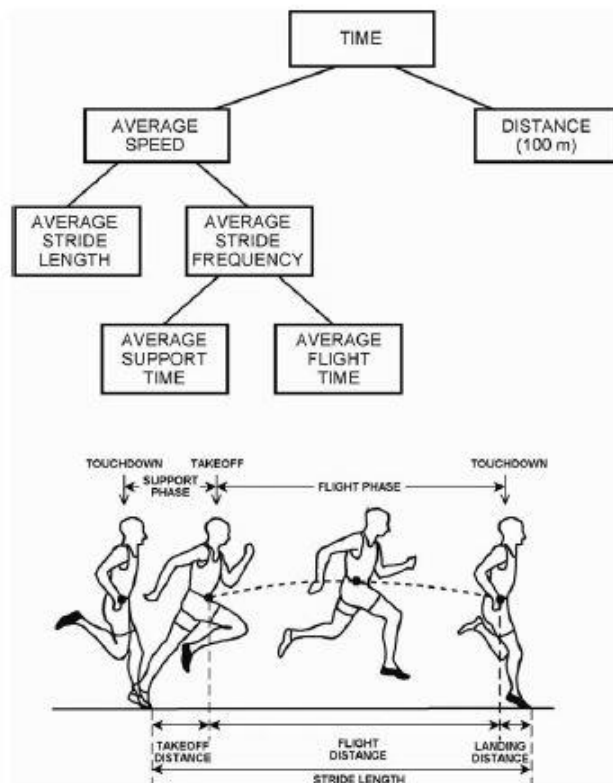 TIME
AVERAGE
SPEED
DISTANCE
(100 m)
AVERAGE
STRIDE
LENGTH
AVERAGE
STRIDE
FREQUENCY
AVERAGE
SUPPORT
TIME
AVERAGE
FLIGHT
TIME
TOUCHDOWN
TAKEOFF
TOUCHDOWN
SUPPORT
PHASE
FLIGHT PHASE
TAKEOFF
DISTANCE
FLIGHT
DISTANCE
LANDING
DISTANCE
STRIDE LENGTH